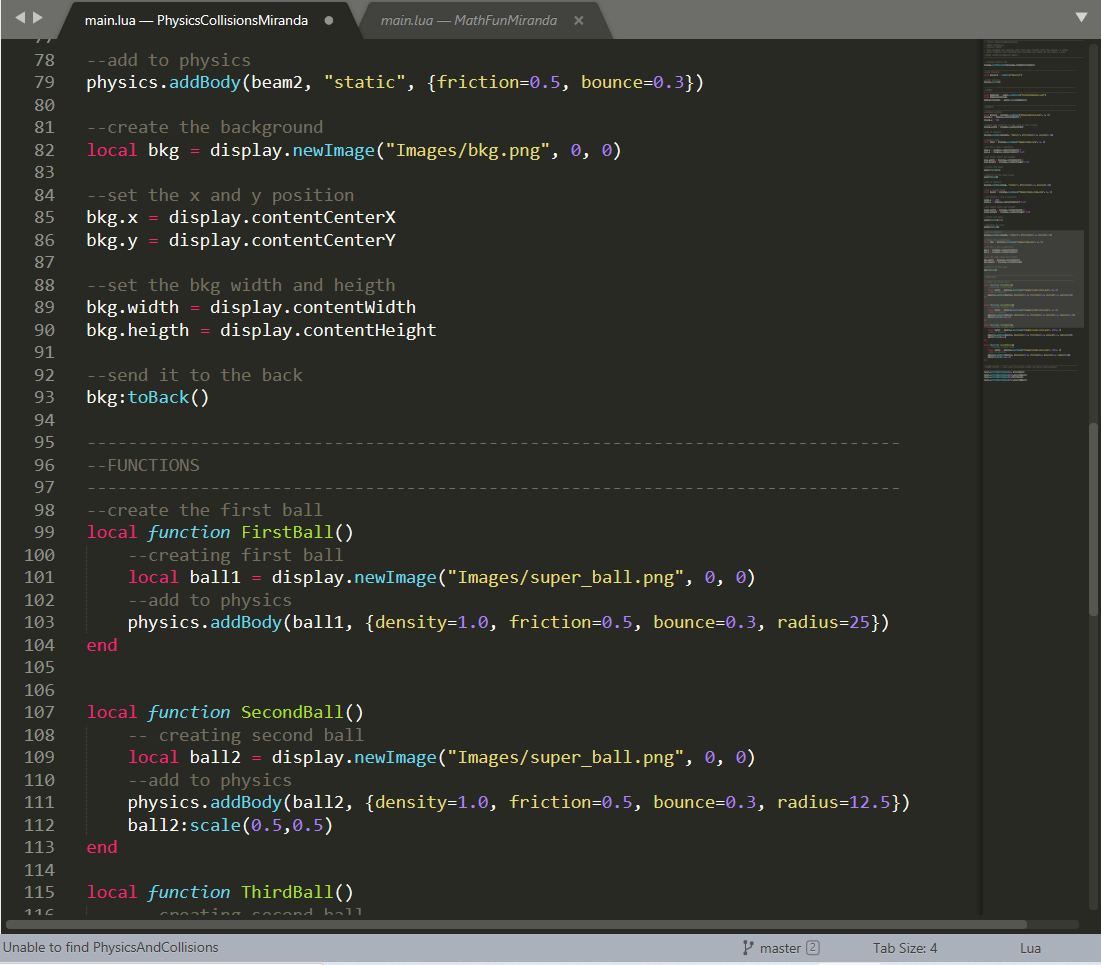 main.lua — PhysicsCollisionsMiranda
main.lua — MathFunMiranda
77
78 --add to physics
79 physics.addBody(beam2, "static", {friction=0.5, bounce=0.3})
80
81 --create the background
82 local bkg = display.newImage("Images/bkg.png", 0, 0)
83
84 --set the x and y position
85 bkg.x = display.contentCenterX
86 bkg.y = display.contentCenterY
87
88 --set the bkg width and heigth
89 bkg.width = display.contentWidth
90 bkg.heigth = display.contentHeight
91
92 --send it to the back
93 bkg:toBack()
94
95 -------------------------------------------------------------------------------
96 --FUNCTIONS
97 -------------------------------------------------------------------------------
98 --create the first ball
99 local function FirstBall()
100 --creating first ball
101 local ball1 = display.newImage("Images/super_ball.png", 0, 0)
102 --add to physics
103 physics.addBody(ball1, {density=1.0, friction=0.5, bounce=0.3, radius=25})
104 end
105
106
107 local function SecondBall()
108 -- creating second ball
109 local ball2 = display.newImage("Images/super_ball.png", 0, 0)
110 --add to physics
111 physics.addBody(ball2, {density=1.0, friction=0.5, bounce=0.3, radius=12.5})
112 ball2:scale(0.5,0.5)
113 end
114
115 local function ThirdBall()
116 creating second ball
Unable to find PhysicsAndCollisions
master 2
Tab Size: 4
Lua